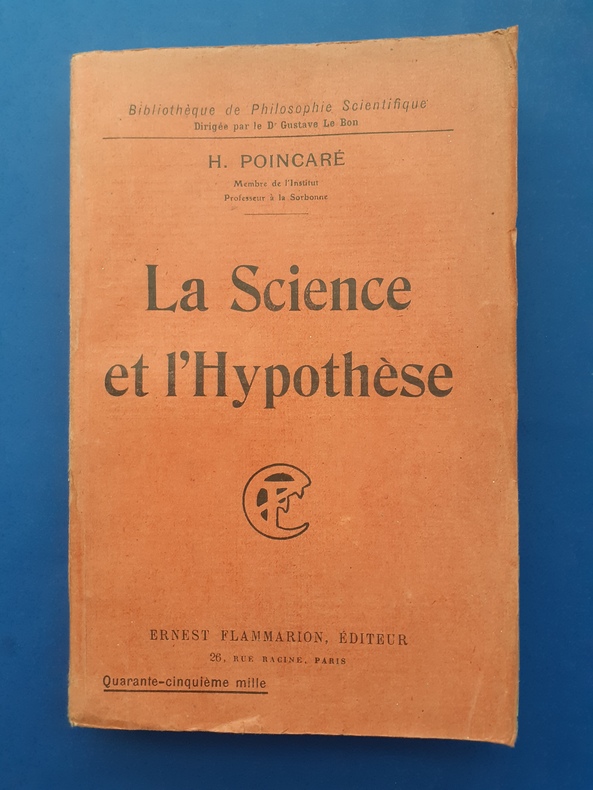 Bibliothèque de Philosophie Scientifique
Dirigée par le Dr Gustave Le Bon
H. POINCARÉ
Membre de l'Institut
Professeur à la Sorbonne
La Science
et l'Hypothèse
ERNEST FLAMMARION, ÉDITEUR
26, RUE RACINE, PARIS
Quarante-cinquième mille